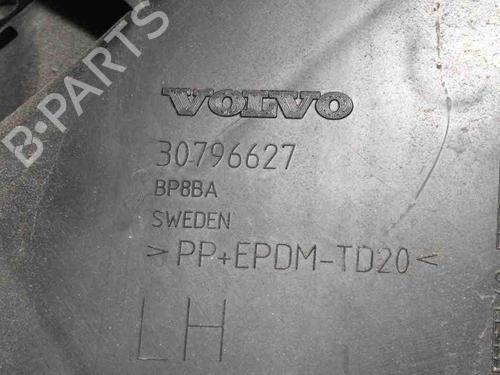 B-PARTS
VOLVO
30796627
BP8BA
SWEDEN
>PP+EPDM-TD20<
LH